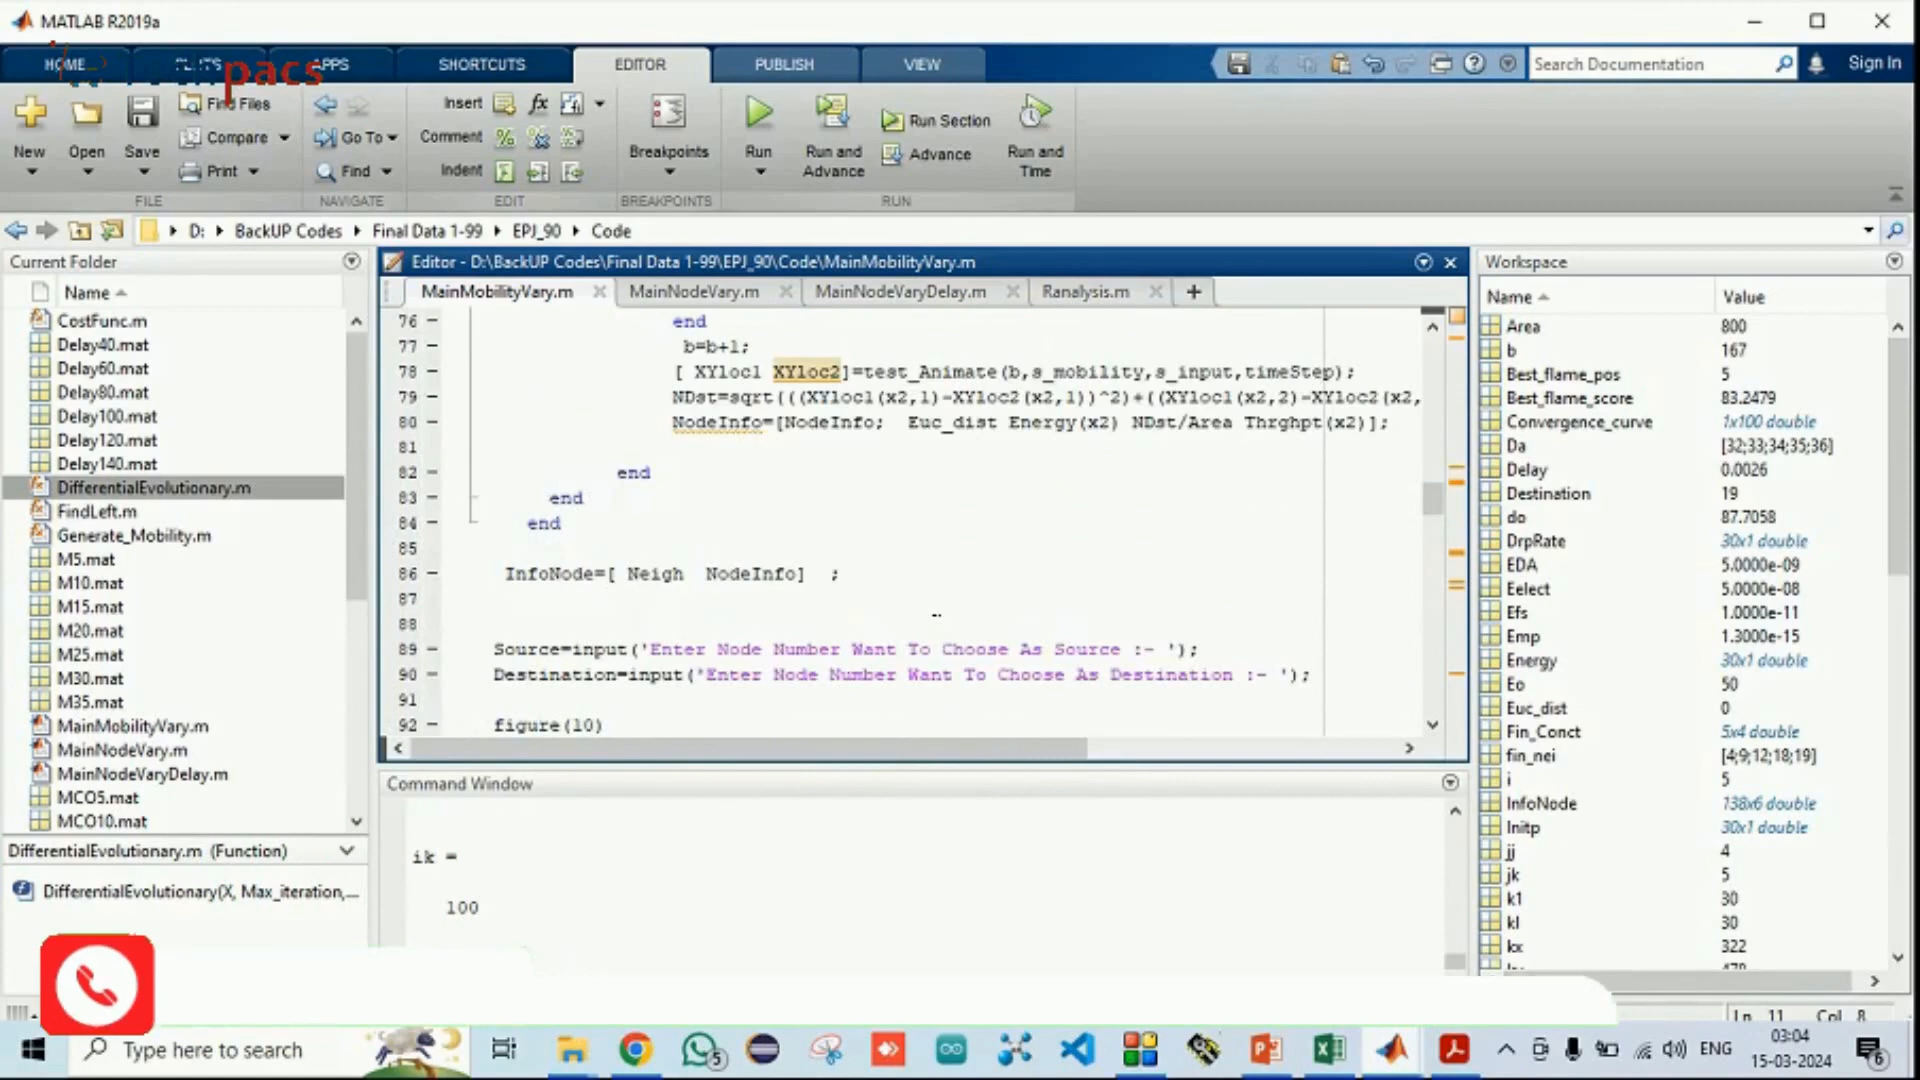 MATLAB R2019a
HOME
APPS
SHORTCUTS
EDITOR
PUBLISH
VIEW
Search Documentation
Sign In
pacs
New
Open
Save
Find Files
Compare
Print
Go To
Find
Insert
fx
Comment
Indent
Breakpoints
Run
Run and Advance
Run Section
Advance
Run and Time
FILE
NAVIGATE
EDIT
BREAKPOINTS
RUN
D:
BackUP Codes
Final Data 1-99
EPJ_90
Code
Current Folder
Name
CostFunc.m
Delay40.mat
Delay60.mat
Delay80.mat
Delay100.mat
Delay120.mat
Delay140.mat
DifferentialEvolutionary.m
FindLeft.m
Generate_Mobility.m
M5.mat
M10.mat
M15.mat
M20.mat
M25.mat
M30.mat
M35.mat
MainMobilityVary.m
MainNodeVary.m
MainNodeVaryDelay.m
MCO5.mat
MCO10.mat
DifferentialEvolutionary.m (Function)
DifferentialEvolutionary(X, Max_iteration,...
Editor - D:\BackUP Codes\Final Data 1-99\EPJ_90\Code\MainMobilityVary.m
MainMobilityVary.m
MainNodeVary.m
MainNodeVaryDelay.m
Ranalysis.m
76 - end
77 - b=b+1;
78 - [ XYloc1 XYloc2]=test_Animate(b,s_mobility,s_input,timeStep);
79 - NDst=sqrt(((XYloc1(x2,1)-XYloc2(x2,1))^2)+((XYloc1(x2,2)-XYloc2(x2,
80 - NodeInfo=[NodeInfo; Euc_dist Energy(x2) NDst/Area Thrghpt(x2)];
81
82 - end
83 - end
84 - end
85
86 - InfoNode=[ Neigh NodeInfo] ;
87
88
89 - Source=input('Enter Node Number Want To Choose As Source :- ');
90 - Destination=input('Enter Node Number Want To Choose As Destination :- ');
91
92 - figure(10)
Command Window
ik =
100
Workspace
Name Value
Area 800
b 167
Best_flame_pos 5
Best_flame_score 83.2479
Convergence_curve 1x100 double
Da [32;33;34;35;36]
Delay 0.0026
Destination 19
do 87.7058
DrpRate 30x1 double
EDA 5.0000e-09
Eelect 5.0000e-08
Efs 1.0000e-11
Emp 1.3000e-15
Energy 30x1 double
Eo 50
Euc_dist 0
Fin_Conct 5x4 double
fin_nei [4;9;12;18;19]
i 5
InfoNode 138x6 double
Initp 30x1 double
jj 4
jk 5
k1 30
kl 30
kx 322
Ln 11 Col 8
Type here to search
5
ENG
03:04
15-03-2024
6